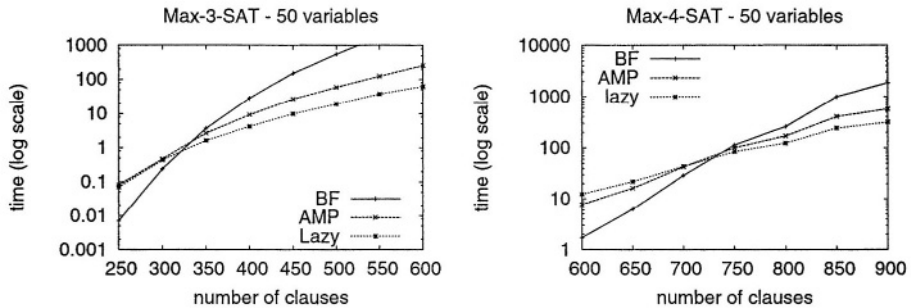 Max-3-SAT - 50 variables
time (log scale)
1000
100
10
1
0.1
0.01
0.001
BF
AMP
Lazy
250 300 350 400 450 500 550 600
number of clauses
Max-4-SAT - 50 variables
time (log scale)
10000
1000
100
10
1
BF
AMP
lazy
600 650 700 750 800 850 900
number of clauses